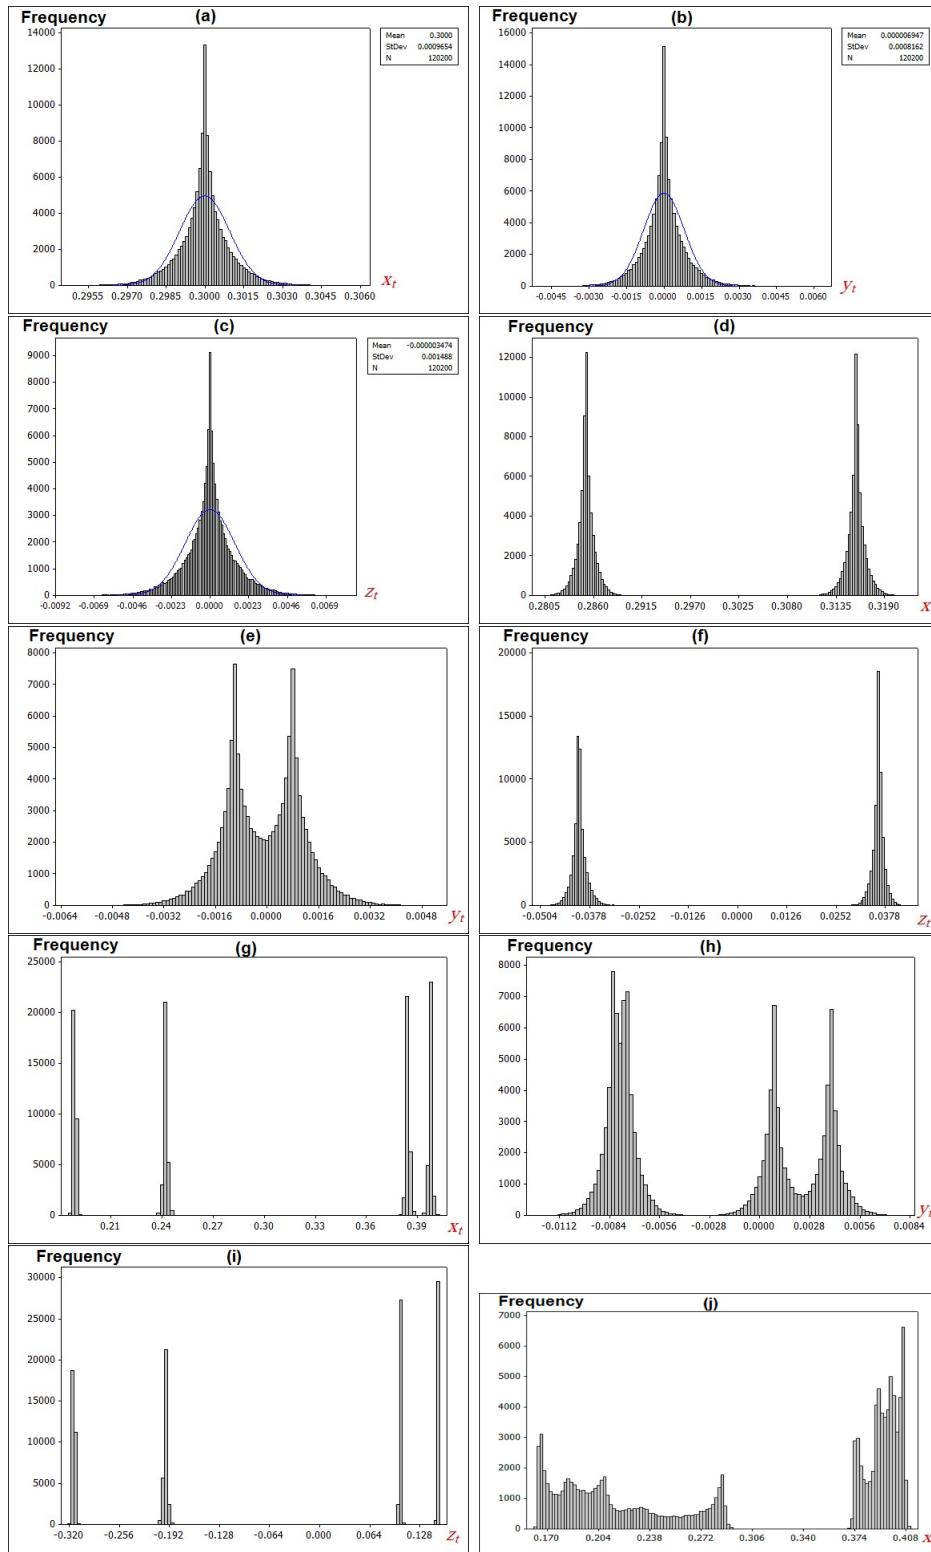 Frequency (a)
14000
12000
10000
8000
6000
4000
2000
0
0.2955 0.2970 0.2985 0.3000 0.3015 0.3030 0.3045 0.3060
x_t
Mean 0.3000
StDev 0.0009654
N 120200
Frequency (b)
16000
14000
12000
10000
8000
6000
4000
2000
0
-0.0045 -0.0030 -0.0015 0.0000 0.0015 0.0030 0.0045 0.0060
y_t
Mean 0.000006947
StDev 0.0008162
N 120200
Frequency (c)
9000
8000
7000
6000
5000
4000
3000
2000
1000
0
-0.0092 -0.0069 -0.0046 -0.0023 0.0000 0.0023 0.0046 0.0069
z_t
Mean -0.000003474
StDev 0.001488
N 120200
Frequency (d)
12000
10000
8000
6000
4000
2000
0
0.2805 0.2860 0.2915 0.2970 0.3025 0.3080 0.3135 0.3190
x
Frequency (e)
8000
7000
6000
5000
4000
3000
2000
1000
0
-0.0064 -0.0048 -0.0032 -0.0016 0.0000 0.0016 0.0032 0.0048
y_t
Frequency (f)
20000
15000
10000
5000
0
-0.0504 -0.0378 -0.0252 -0.0126 0.0000 0.0126 0.0252 0.0378
z_t
Frequency (g)
25000
20000
15000
10000
5000
0
0.21 0.24 0.27 0.30 0.33 0.36 0.39
x_t
Frequency (h)
8000
7000
6000
5000
4000
3000
2000
1000
0
-0.0112 -0.0084 -0.0056 -0.0028 0.0000 0.0028 0.0056 0.0084
y_t
Frequency (i)
30000
25000
20000
15000
10000
5000
0
-0.320 -0.256 -0.192 -0.128 -0.064 0.000 0.064 0.128
z_t
Frequency (j)
7000
6000
5000
4000
3000
2000
1000
0
0.170 0.204 0.238 0.272 0.306 0.340 0.374 0.408
x